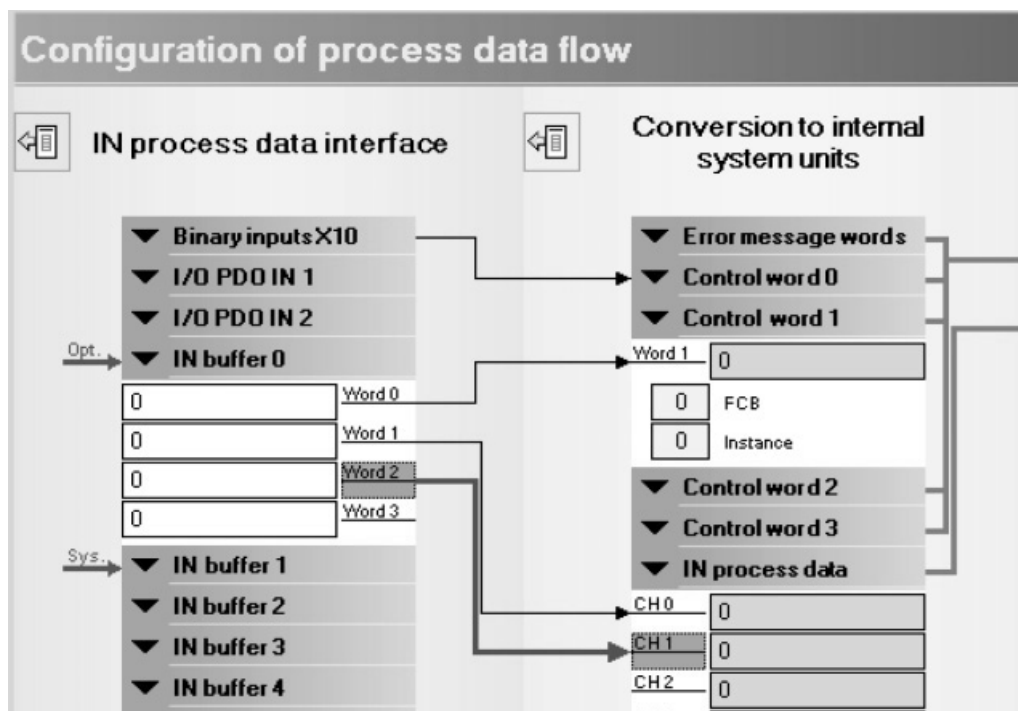 Configuration of process data flow
IN process data interface
Binary inputs X10
I/O PDO IN 1
I/O PDO IN 2
Opt.
IN buffer 0
0
Word 0
0
Word 1
0
Word 2
0
Word 3
Sys.
IN buffer 1
IN buffer 2
IN buffer 3
IN buffer 4
Conversion to internal
system units
Error message words
Control word 0
Control word 1
Word 1
0
0
FCB
0
Instance
Control word 2
Control word 3
IN process data
CH 0
0
CH 1
0
CH 2
0